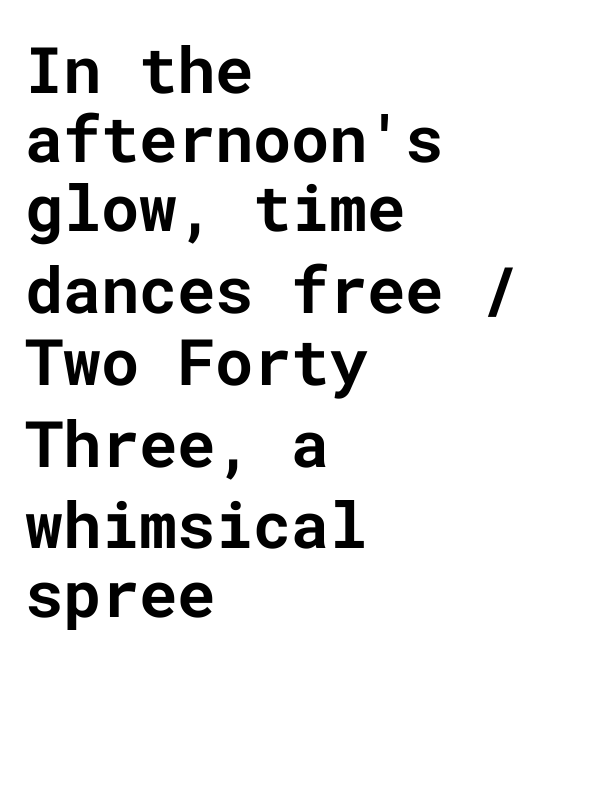 In the
afternoon's
glow, time
dances free /
Two Forty
Three, a
whimsical
spree